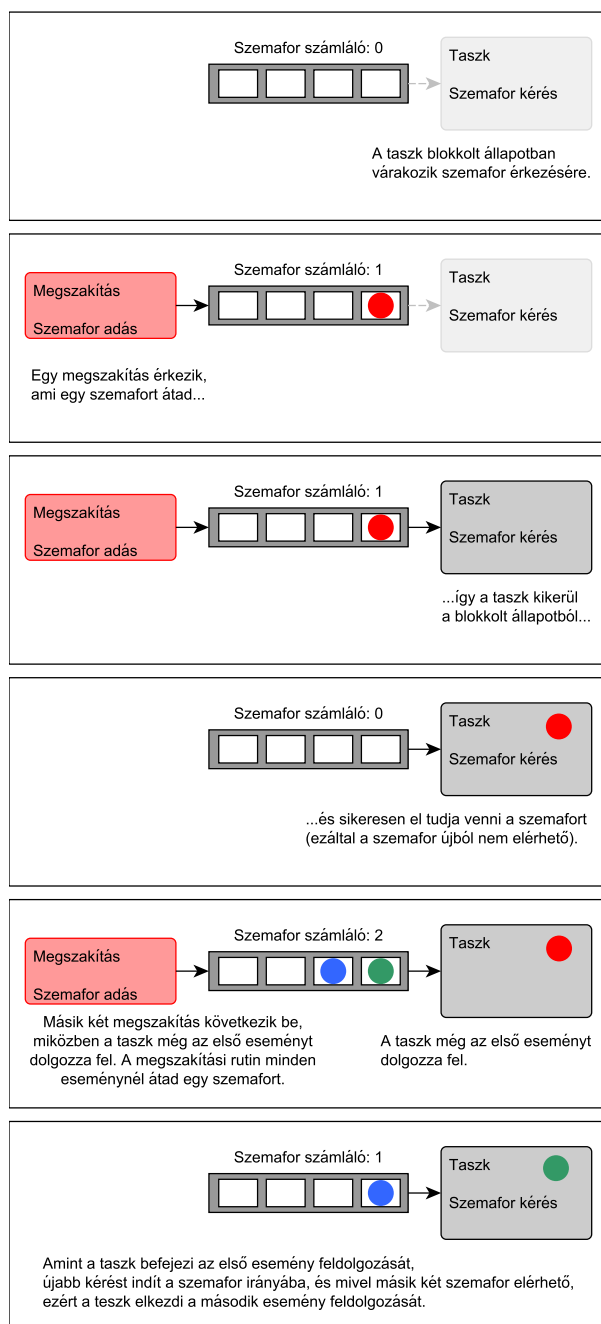 Szemafor számláló: 0
Taszk
Szemafor kérés
A taszk blokkolt állapotban
várakozik szemafor érkezésére.
Szemafor számláló: 1
Megszakítás
Szemafor adás
Taszk
Szemafor kérés
Egy megszakítás érkezik,
ami egy szemafort átad...
Szemafor számláló: 1
Megszakítás
Szemafor adás
Taszk
Szemafor kérés
...így a taszk kikerül
a blokkolt állapotból...
Szemafor számláló: 0
Taszk
Szemafor kérés
...és sikeresen el tudja venni a szemafort
(ezáltal a szemafor újból nem elérhető).
Szemafor számláló: 2
Megszakítás
Szemafor adás
Taszk
Másik két megszakítás következik be,
miközben a taszk még az első eseményt
dolgozza fel. A megszakítási rutin minden
eseménynél átad egy szemafort.
A taszk még az első eseményt
dolgozza fel.
Szemafor számláló: 1
Taszk
Szemafor kérés
Amint a taszk befejezi az első esemény feldolgozását,
újabb kérést indít a szemafor irányába, és mivel másik két szemafor elérhető,
ezért a teszk elkezdi a második esemény feldolgozását.